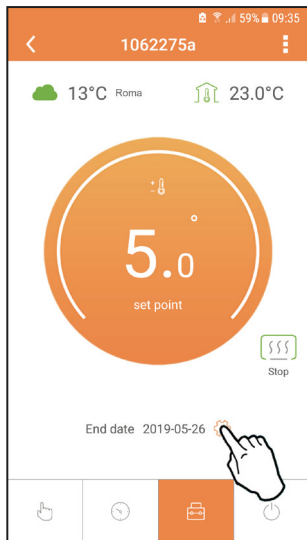 59% 09:35
1062275a
13°C Roma 23.0°C
5.0°
set point
Stop
End date 2019-05-26